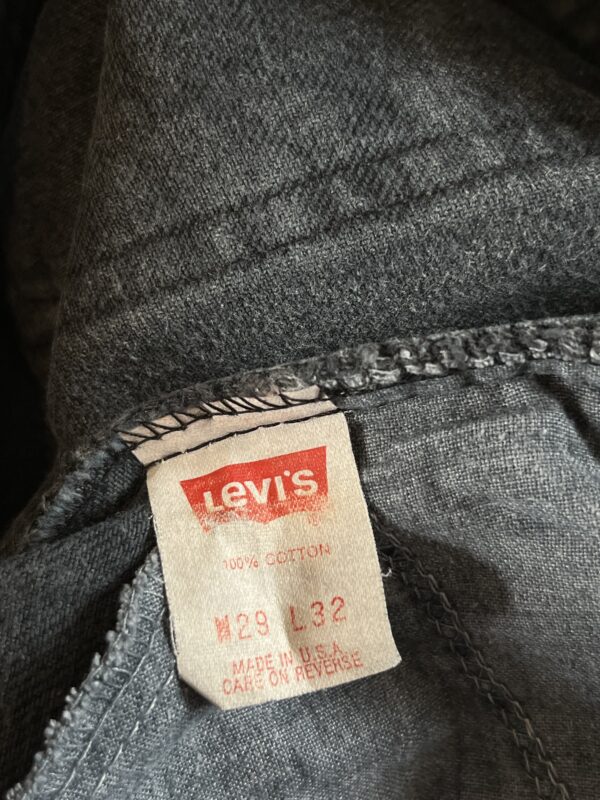 Levi's
100% COTTON
W29 L32
MADE IN U.S.A.
CARE ON REVERSE